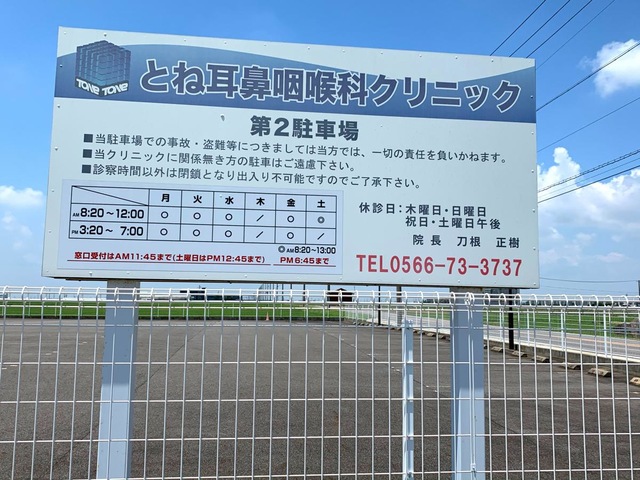 TONE TONE
とね耳鼻咽喉科クリニック
第2駐車場
■当駐車場での事故・盗難等につきましては当方では、一切の責任を負いかねます。
■当クリニックに関係無き方の駐車はご遠慮下さい。
■診察時間以外は閉鎖となり出入り不可能ですのでご了承下さい。
月 火 水 木 金 土
AM 8:20~12:00 ○ ○ ○ / ○ ◎
PM 3:20~ 7:00 ○ ○ ○ / ○ /
◎AM 8:20~13:00
窓口受付はAM11:45まで(土曜日はPM12:45まで) PM6:45まで
休診日:木曜日・日曜日
祝日・土曜日午後
院長 刀根 正樹
TEL0566-73-3737